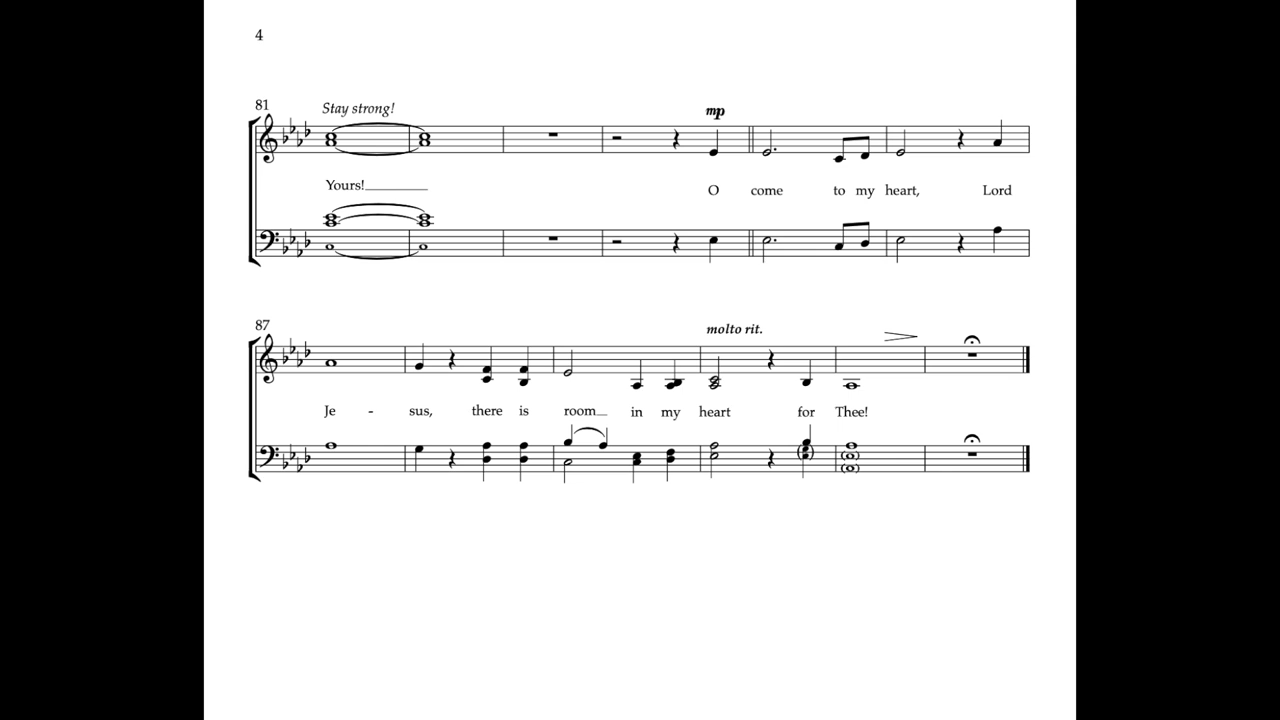 4
81
Stay strong!
mp
Yours!
O come to my heart, Lord
87
molto rit.
Je - sus, there is room in my heart for Thee!